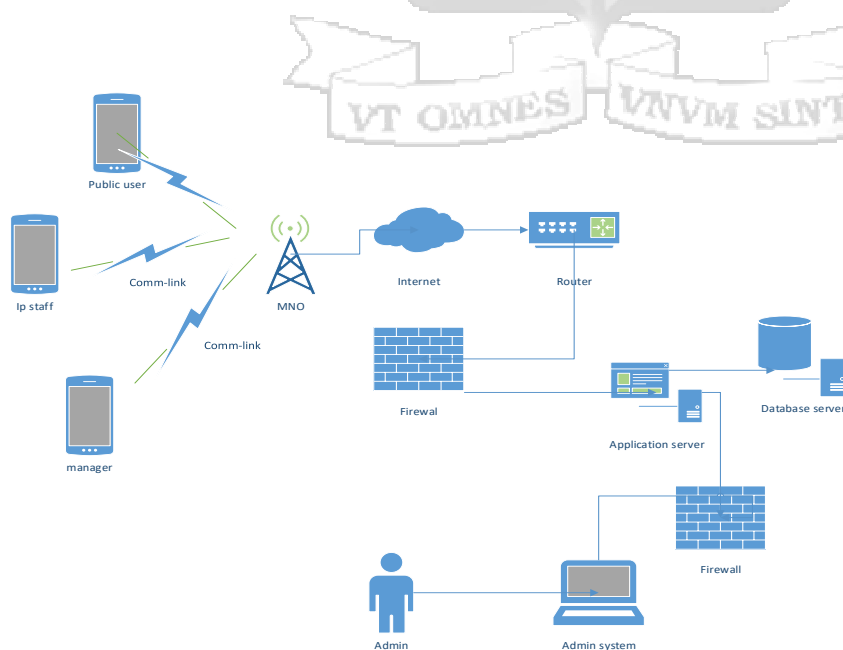 VT OMNES VNVM SINT
Public user
Ip staff
Comm-link
MNO
Internet
Router
Comm-link
manager
Firewal
Application server
Database server
Firewall
Admin
Admin system